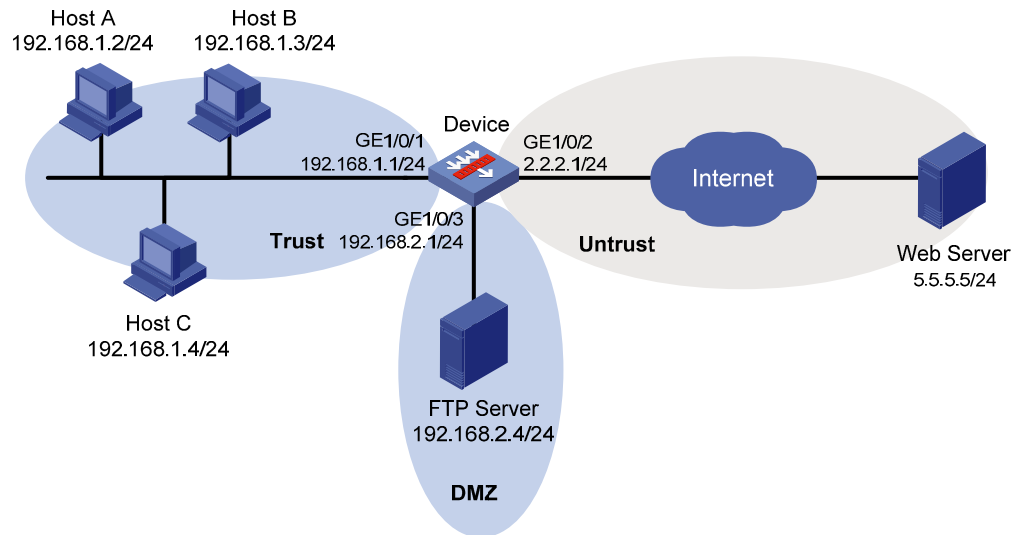 Host A
192.168.1.2/24
Host B
192.168.1.3/24
Device
GE1/0/1
192.168.1.1/24
GE1/0/2
2.2.2.1/24
Internet
GE1/0/3
192.168.2.1/24
Trust
Untrust
Web Server
5.5.5.5/24
Host C
192.168.1.4/24
FTP Server
192.168.2.4/24
DMZ